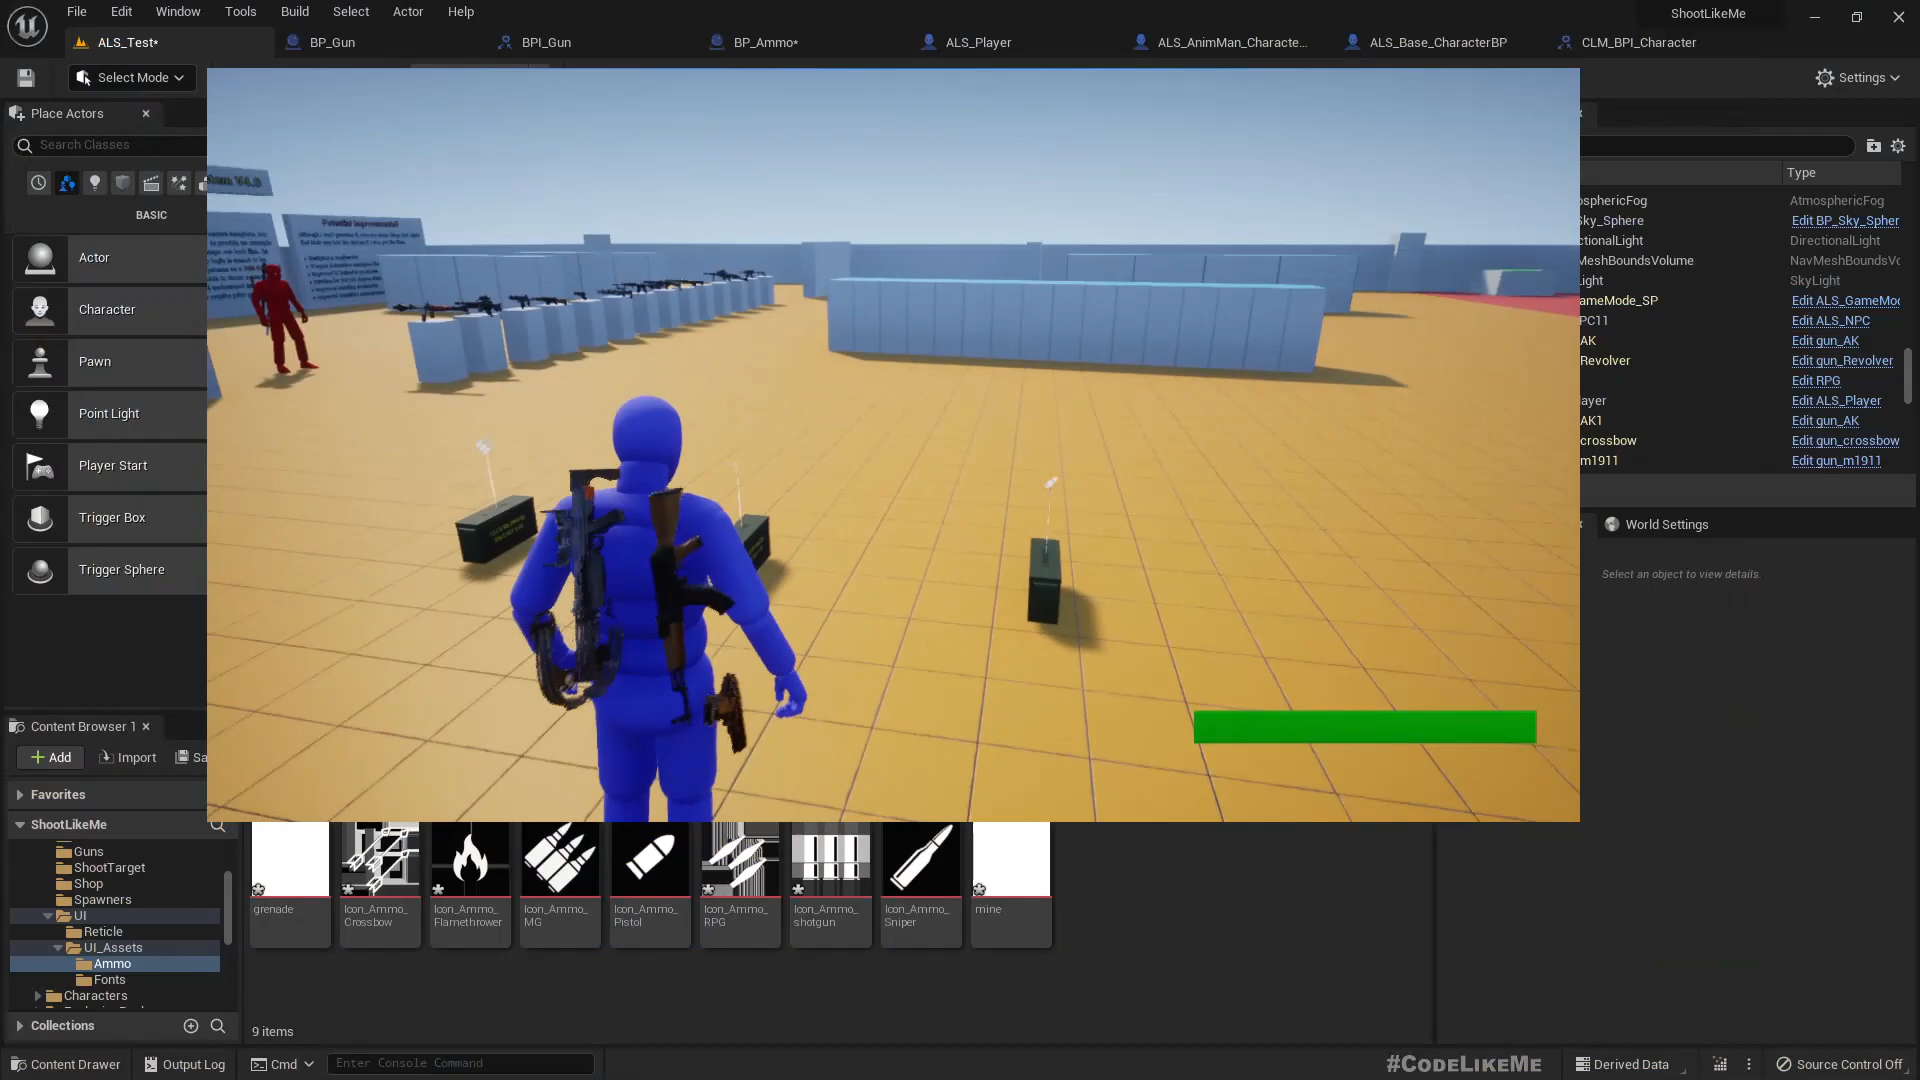 File Edit Window Tools Build Select Actor Help
ShootLikeMe
ALS_Test* BP_Gun BPI_Gun BP_Ammo* ALS_Player ALS_AnimMan_Characte... ALS_Base_CharacterBP CLM_BPI_Character
Select Mode
Settings
Place Actors
Search Classes
BASIC
Actor
Character
Pawn
Point Light
Player Start
Trigger Box
Trigger Sphere
Potential Improvements!
Type
osphericFog AtmosphericFog
Sky_Sphere Edit BP_Sky_Spher
ctionalLight DirectionalLight
MeshBoundsVolume NavMeshBoundsVo
ight SkyLight
ameMode_SP Edit ALS_GameMod
PC11 Edit ALS_NPC
AK Edit gun_AK
Revolver Edit gun_Revolver
Edit RPG
ayer Edit ALS_Player
AK1 Edit gun_AK
crossbow Edit gun_crossbow
m1911 Edit gun_m1911
World Settings
Select an object to view details.
Content Browser 1
Add Import Sa
Favorites
ShootLikeMe
Guns
ShootTarget
Shop
Spawners
UI
Reticle
UI_Assets
Ammo
Fonts
Characters
Collections
grenade
Icon_Ammo_
Crossbow
Icon_Ammo_
Flamethrower
Icon_Ammo_
MG
Icon_Ammo_
Pistol
Icon_Ammo_
RPG
Icon_Ammo_
shotgun
Icon_Ammo_
Sniper
mine
9 items
Content Drawer Output Log Cmd Enter Console Command
#CODELIKEME
Derived Data Source Control Off